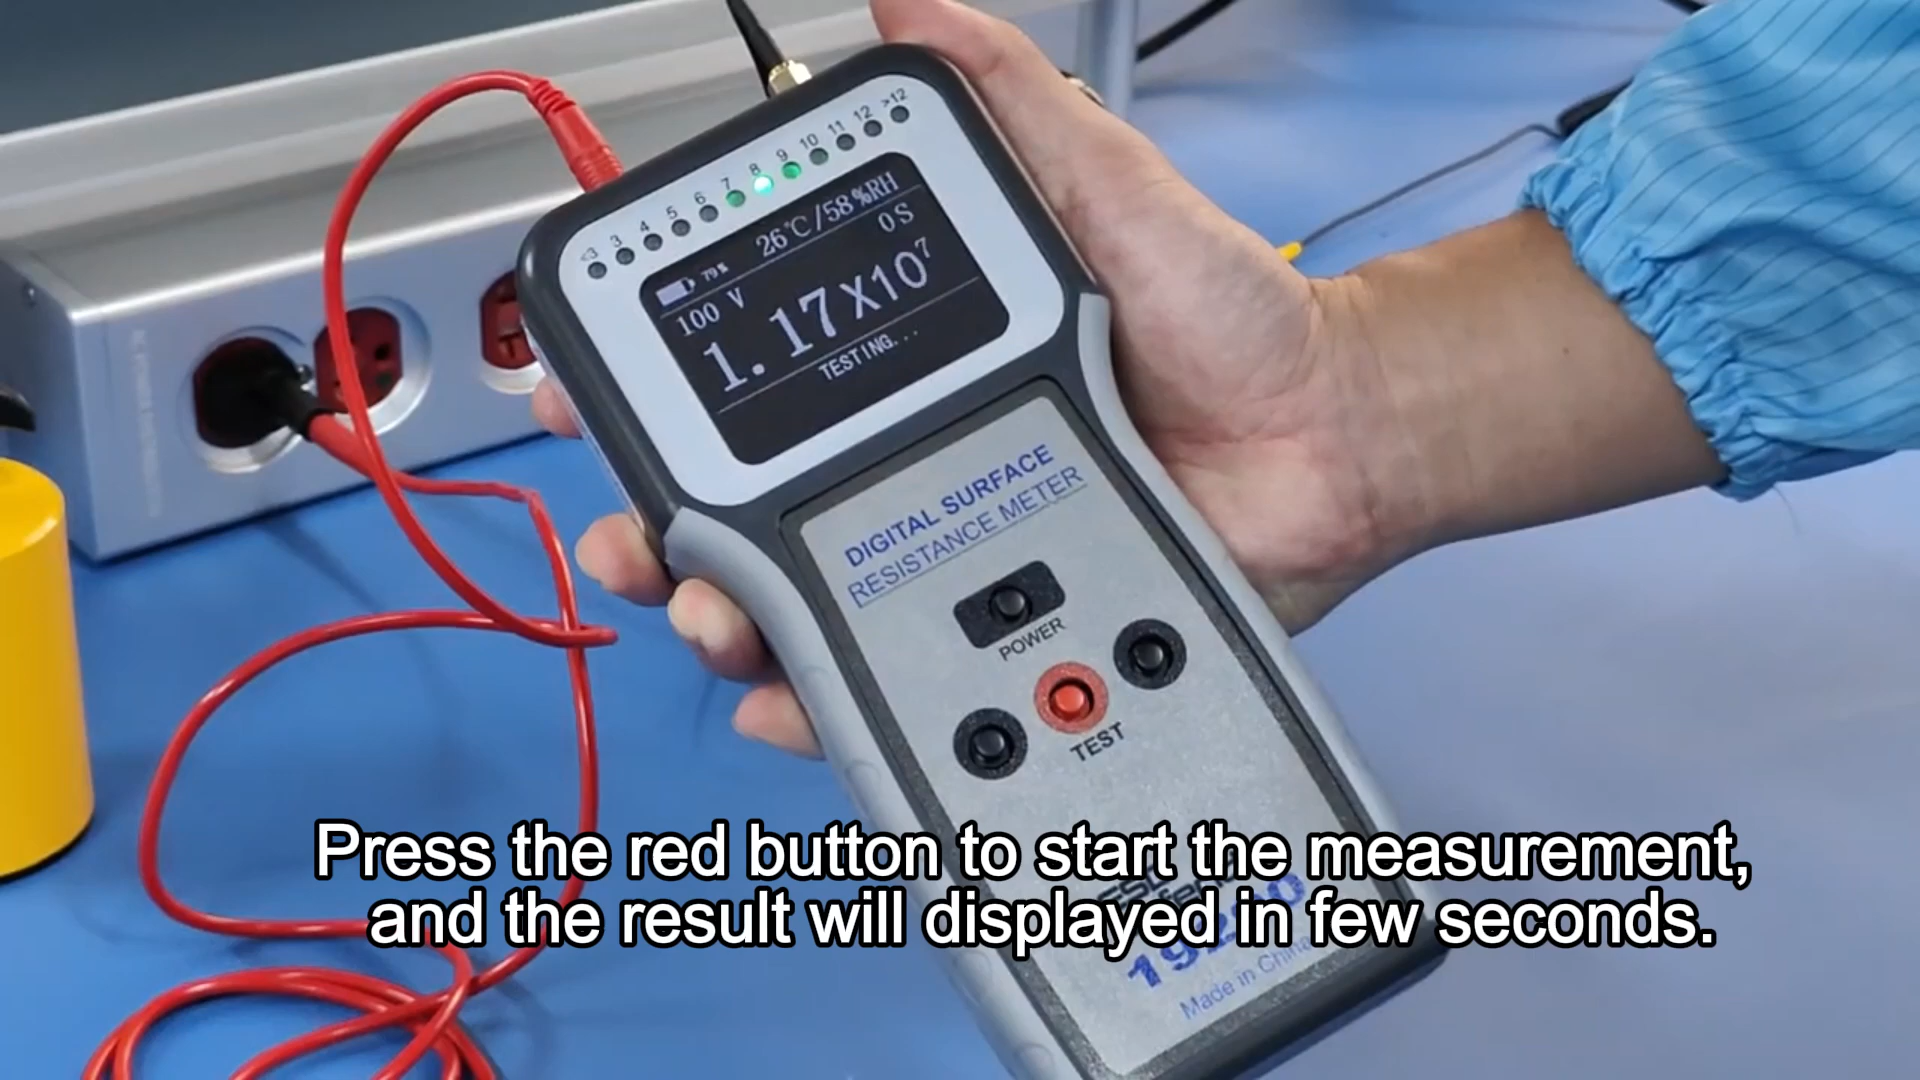 <3 3 4 5 6 7 8 9 10 11 12 >12
79%
26℃/58%RH
100 V
0S
1.17X10⁷
TESTING...
DIGITAL SURFACE
RESISTANCE METER
POWER
TEST
Press the red button to start the measurement,
and the result will displayed in few seconds.
Made in China